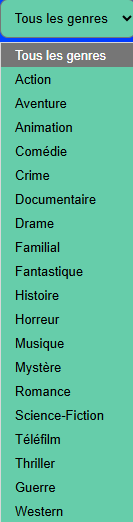 Tous les genres
Tous les genres
Action
Aventure
Animation
Comédie
Crime
Documentaire
Drame
Familial
Fantastique
Histoire
Horreur
Musique
Mystère
Romance
Science-Fiction
Téléfilm
Thriller
Guerre
Western